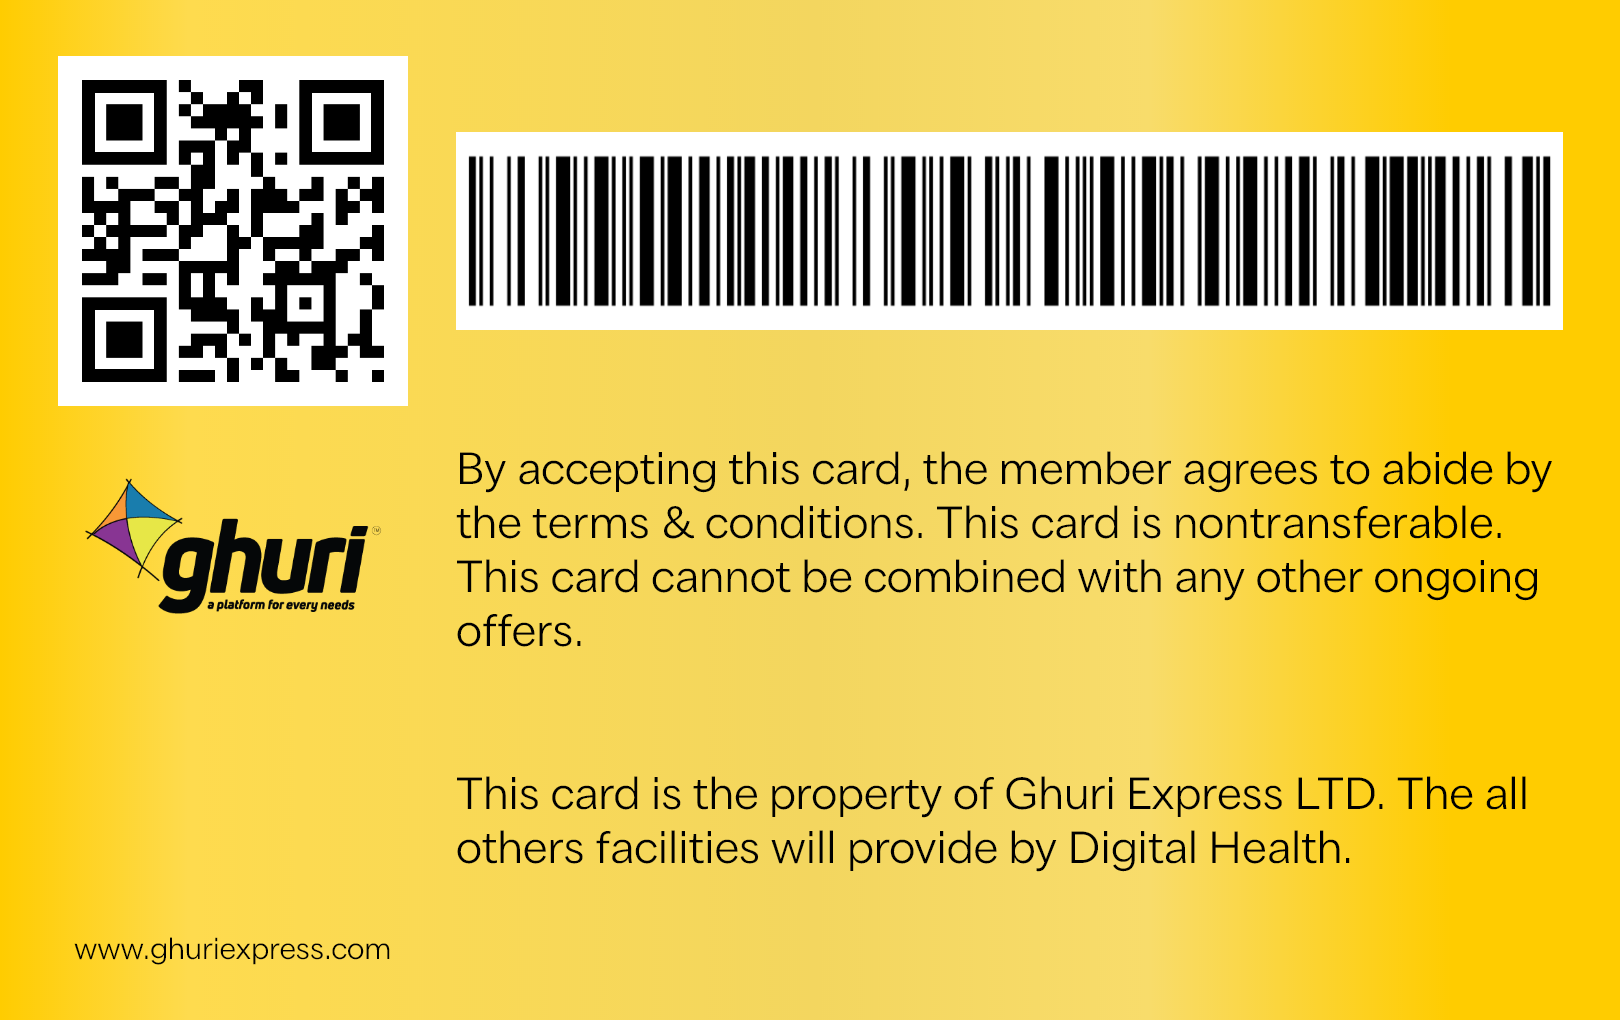 By accepting this card, the member agrees to abide by
the terms & conditions. This card is nontransferable.
This card cannot be combined with any other ongoing
offers.
ghuri™
a platform for every needs
This card is the property of Ghuri Express LTD. The all
others facilities will provide by Digital Health.
www.ghuriexpress.com